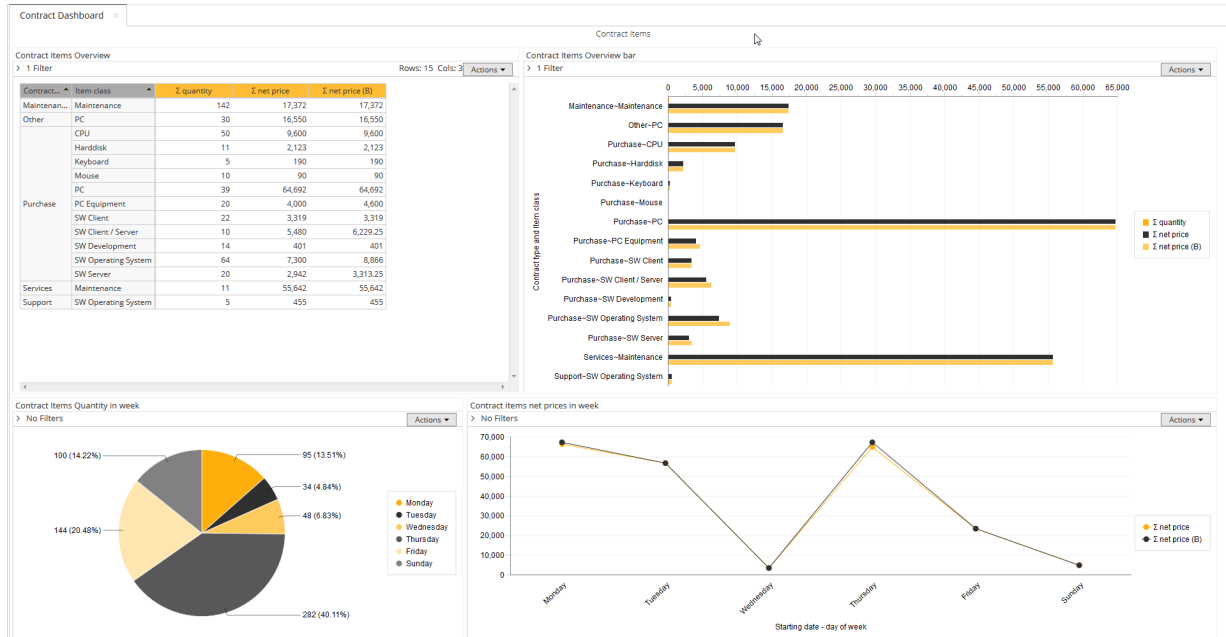 Contract Dashboard ×
Contract Items
Contract Items Overview
> 1 Filter Rows: 15 Cols: 3 Actions
Contract... Item class Σ quantity Σ net price Σ net price (B)
Maintenan... Maintenance 142 17,372 17,372
Other PC 30 16,550 16,550
CPU 50 9,600 9,600
Harddisk 11 2,123 2,123
Keyboard 5 190 190
Mouse 10 90 90
PC 39 64,692 64,692
Purchase PC Equipment 20 4,000 4,600
SW Client 22 3,319 3,319
SW Client / Server 10 5,480 6,229.25
SW Development 14 401 401
SW Operating System 64 7,300 8,866
SW Server 20 2,942 3,313.25
Services Maintenance 11 55,642 55,642
Support SW Operating System 5 455 455
Contract Items Overview bar
> 1 Filter Actions
0 5,000 10,000 15,000 20,000 25,000 30,000 35,000 40,000 45,000 50,000 55,000 60,000 65,000
Contract type and Item class
Maintenance~Maintenance
Other~PC
Purchase~CPU
Purchase~Harddisk
Purchase~Keyboard
Purchase~Mouse
Purchase~PC
Purchase~PC Equipment
Purchase~SW Client
Purchase~SW Client / Server
Purchase~SW Development
Purchase~SW Operating System
Purchase~SW Server
Services~Maintenance
Support~SW Operating System
Σ quantity
Σ net price
Σ net price (B)
Contract Items Quantity in week
> No Filters Actions
100 (14.22%) 95 (13.51%)
34 (4.84%)
48 (6.83%)
144 (20.48%)
282 (40.11%)
Monday
Tuesday
Wednesday
Thursday
Friday
Sunday
Contract Items net prices in week
> No Filters Actions
70,000
60,000
50,000
40,000
30,000
20,000
10,000
0
Monday Tuesday Wednesday Thursday Friday Sunday
Starting date - day of week
Σ net price
Σ net price (B)